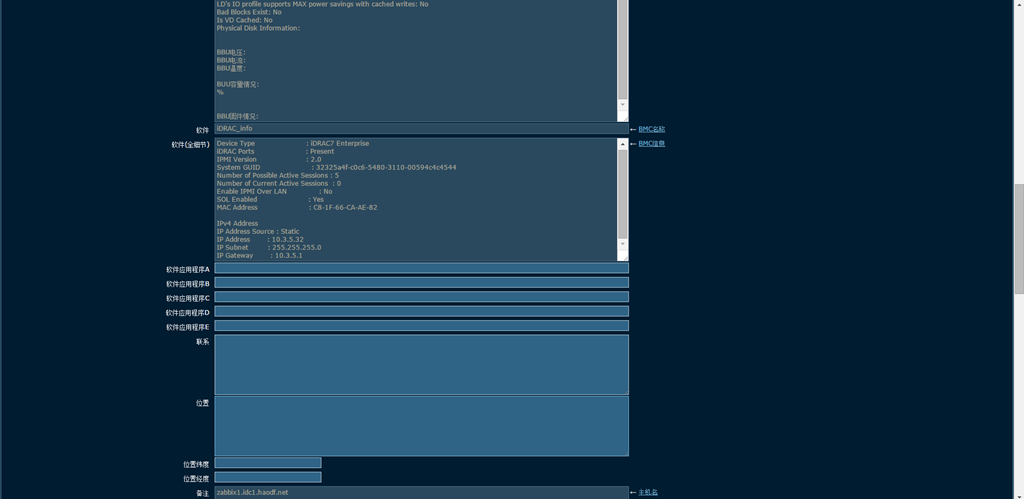 LD's IO profile supports MAX power savings with cached writes: No
Bad Blocks Exist: No
Is VD Cached: No
Physical Disk Information:
BBU电压:
BBU电流:
BBU温度:
BUU容量情况:
%
BBU固件情况:
软件 iDRAC_info ← BMC名称
软件(全细节) ← BMC信息
Device Type : iDRAC7 Enterprise
iDRAC Ports : Present
IPMI Version : 2.0
System GUID : 32325a4f-c0c6-5480-3110-00594c4c4544
Number of Possible Active Sessions : 5
Number of Current Active Sessions : 0
Enable IPMI Over LAN : No
SOL Enabled : Yes
MAC Address : C8-1F-66-CA-AE-82
IPv4 Address
IP Address Source : Static
IP Address : 10.3.5.32
IP Subnet : 255.255.255.0
IP Gateway : 10.3.5.1
软件应用程序A
软件应用程序B
软件应用程序C
软件应用程序D
软件应用程序E
联系
位置
位置纬度
位置经度
备注 zabbix1.idc1.haodf.net ← 主机名